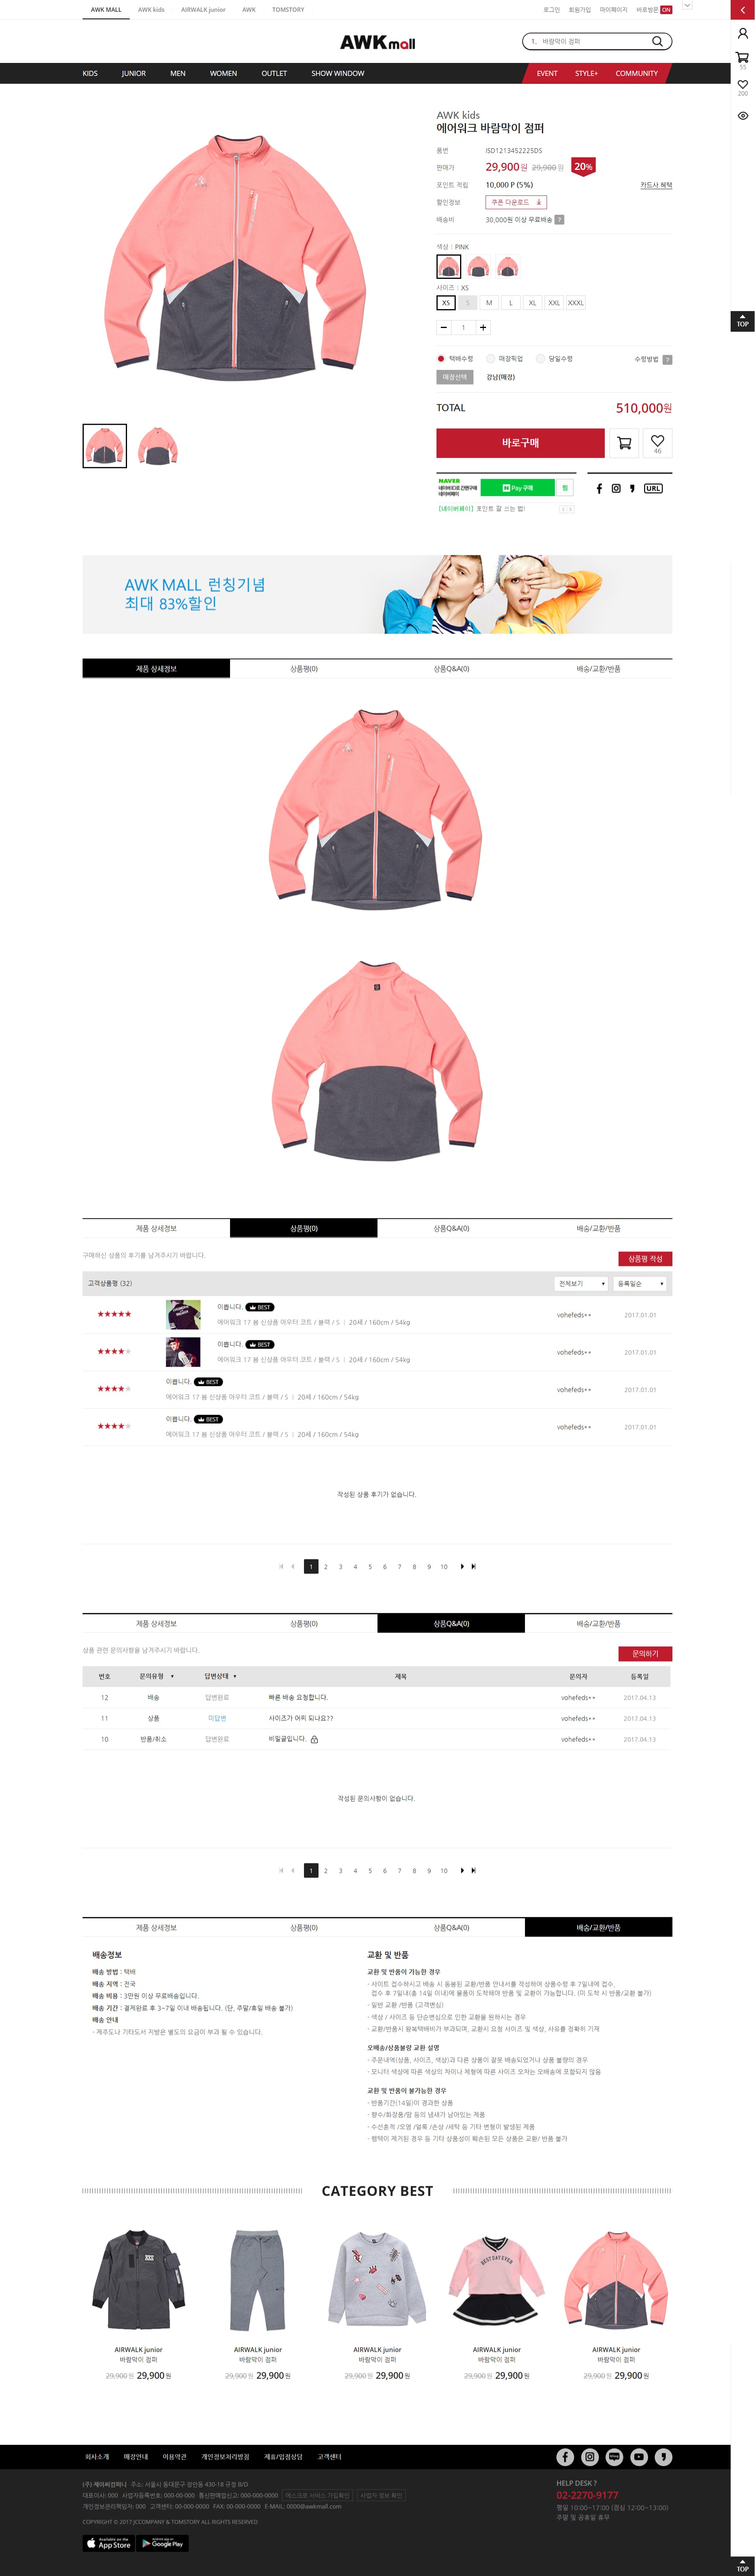 AWK MALL AWK kids AIRWALK junior AWK TOMSTORY 로그인 회원가입 마이페이지 바로방문 ON
AWK mall
1. 바람막이 점퍼
55
200
KIDS JUNIOR MEN WOMEN OUTLET SHOW WINDOW EVENT STYLE+ COMMUNITY
AWK kids
에어워크 바람막이 점퍼
품번 ISD1213452225DS
판매가 29,900원 29,900원 20%
포인트 적립 10,000 P (5%) 카드사 혜택
할인정보 쿠폰 다운로드
배송비 30,000원 이상 무료배송 ?
색상 | PINK
사이즈 | XS
XS S M L XL XXL XXXL
1
TOP
택배수령 매장픽업 당일수령 수령방법 ?
매장선택 강남(매장)
TOTAL 510,000원
바로구매
46
NAVER
네이버ID로 간편구매
네이버페이
N Pay 구매 찜
[네이버페이] 포인트 잘 쓰는 법!
URL
AWK MALL 런칭기념
최대 83%할인
제품 상세정보 상품평(0) 상품Q&A(0) 배송/교환/반품
제품 상세정보 상품평(0) 상품Q&A(0) 배송/교환/반품
구매하신 상품의 후기를 남겨주시기 바랍니다. 상품평 작성
고객상품평 (32) 전체보기 등록일순
★★★★★ 이쁩니다. BEST
에어워크 17 봄 신상품 아우터 코트 / 블랙 / S | 20세 / 160cm / 54kg vohefeds** 2017.01.01
★★★★★ 이쁩니다. BEST
에어워크 17 봄 신상품 아우터 코트 / 블랙 / S | 20세 / 160cm / 54kg vohefeds** 2017.01.01
★★★★★ 이쁩니다. BEST
에어워크 17 봄 신상품 아우터 코트 / 블랙 / S | 20세 / 160cm / 54kg vohefeds** 2017.01.01
★★★★★ 이쁩니다. BEST
에어워크 17 봄 신상품 아우터 코트 / 블랙 / S | 20세 / 160cm / 54kg vohefeds** 2017.01.01
작성된 상품 후기가 없습니다.
1 2 3 4 5 6 7 8 9 10
제품 상세정보 상품평(0) 상품Q&A(0) 배송/교환/반품
상품 관련 문의사항을 남겨주시기 바랍니다. 문의하기
번호 문의유형 답변상태 제목 문의자 등록일
12 배송 답변완료 빠른 배송 요청합니다. vohefeds** 2017.04.13
11 상품 미답변 사이즈가 어찌 되나요?? vohefeds** 2017.04.13
10 반품/취소 답변완료 비밀글입니다. vohefeds** 2017.04.13
작성된 문의사항이 없습니다.
1 2 3 4 5 6 7 8 9 10
제품 상세정보 상품평(0) 상품Q&A(0) 배송/교환/반품
배송정보
배송 방법 : 택배
배송 지역 : 전국
배송 비용 : 3만원 이상 무료배송입니다.
배송 기간 : 결제완료 후 3~7일 이내 배송됩니다. (단, 주말/휴일 배송 불가)
배송 안내
- 제주도나 기타도서 지방은 별도의 요금이 부과 될 수 있습니다.
교환 및 반품
교환 및 반품이 가능한 경우
- 사이트 접수하시고 배송 시 동봉된 교환/반품 안내서를 작성하여 상품수령 후 7일내에 접수,
접수 후 7일내(총 14일 이내)에 물품이 도착해야 반품 및 교환이 가능합니다. (미 도착 시 반품/교환 불가)
- 일반 교환 /반품 (고객변심)
- 색상 / 사이즈 등 단순변심으로 인한 교환을 원하시는 경우
- 교환/반품시 왕복택배비가 부과되며, 교환시 요청 사이즈 및 색상, 사유를 정확히 기재
오배송/상품불량 교환 설명
- 주문내역(상품, 사이즈, 색상)과 다른 상품이 잘못 배송되었거나 상품 불량의 경우
- 모니터 색상에 따른 색상의 차이나 체형에 따른 사이즈 오차는 오배송에 포함되지 않음
교환 및 반품이 불가능한 경우
- 반품기간(14일)이 경과한 상품
- 향수/화장품/땀 등의 냄새가 남아있는 제품
- 수선흔적 /오염 /얼룩 /손상 /세탁 등 기타 변형이 발생된 제품
- 행택이 제거된 경우 등 기타 상품성이 훼손된 모든 상품은 교환/ 반품 불가
CATEGORY BEST
BEST DAY EVER
AIRWALK junior AIRWALK junior AIRWALK junior AIRWALK junior AIRWALK junior
바람막이 점퍼 바람막이 점퍼 바람막이 점퍼 바람막이 점퍼 바람막이 점퍼
29,900원 29,900원 29,900원 29,900원 29,900원 29,900원 29,900원 29,900원 29,900원 29,900원
회사소개 매장안내 이용약관 개인정보처리방침 제휴/입점상담 고객센터
(주) 제이씨컴퍼니 주소: 서울시 동대문구 장안동 430-18 규정 B/D
대표이사: 000 사업자등록번호: 000-00-000 통신판매업신고: 000-000-0000 에스크로 서비스 가입확인 사업자 정보 확인
개인정보관리책임자: 000 고객센터: 00-000-0000 FAX: 00-000-0000 E-MAIL: 0000@awkmall.com
COPYRIGHT © 2017 JCCOMPANY & TOMSTORY ALL RIGHTS RESERVED
App Store
Google Play
HELP DESK ?
02-2270-9177
평일 10:00~17:00 (점심 12:00~13:00)
주말 및 공휴일 휴무
TOP